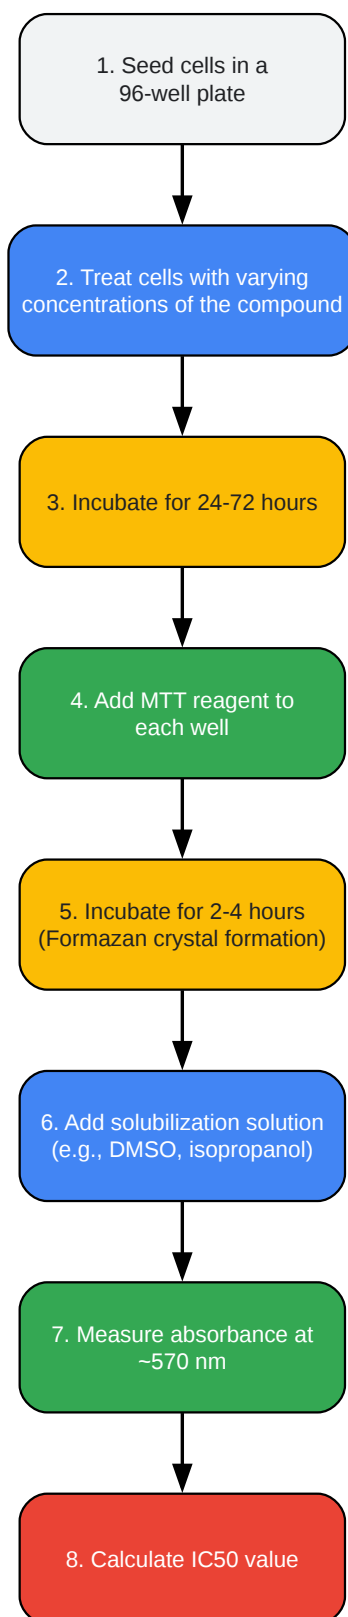 1. Seed cells in a
96-well plate
2. Treat cells with varying
concentrations of the compound
3. Incubate for 24-72 hours
4. Add MTT reagent to
each well
5. Incubate for 2-4 hours
(Formazan crystal formation)
6. Add solubilization solution
(e.g., DMSO, isopropanol)
7. Measure absorbance at
~570 nm
8. Calculate IC50 value